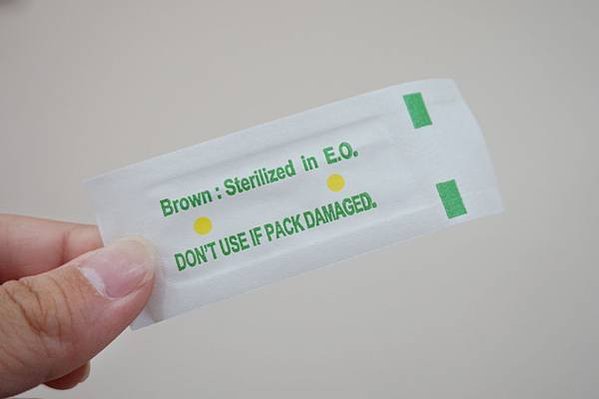 Brown : Sterilized in E.O.
DON'T USE IF PACK DAMAGED.